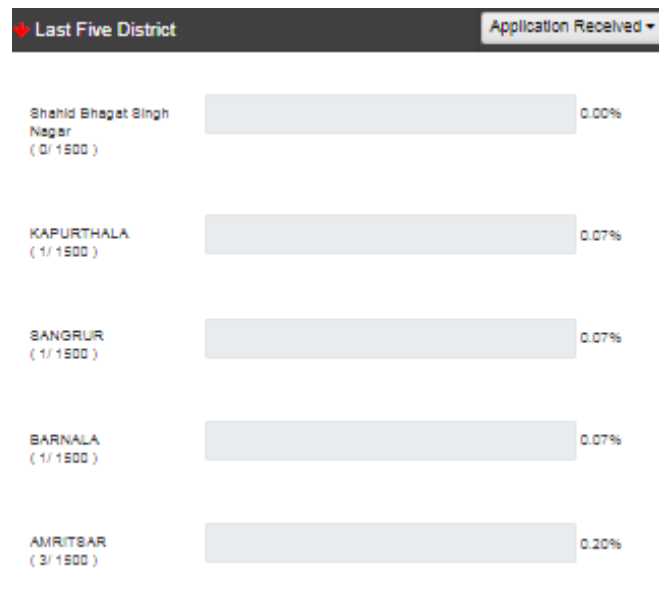 Last Five District
Application Received
Shahid Bhagat Singh
Nagar
( 0/ 1500 )
0.00%
KAPURTHALA
( 1/ 1500 )
0.07%
SANGRUR
( 1/ 1500 )
0.07%
BARNALA
( 1/ 1500 )
0.07%
AMRITSAR
( 3/ 1500 )
0.20%